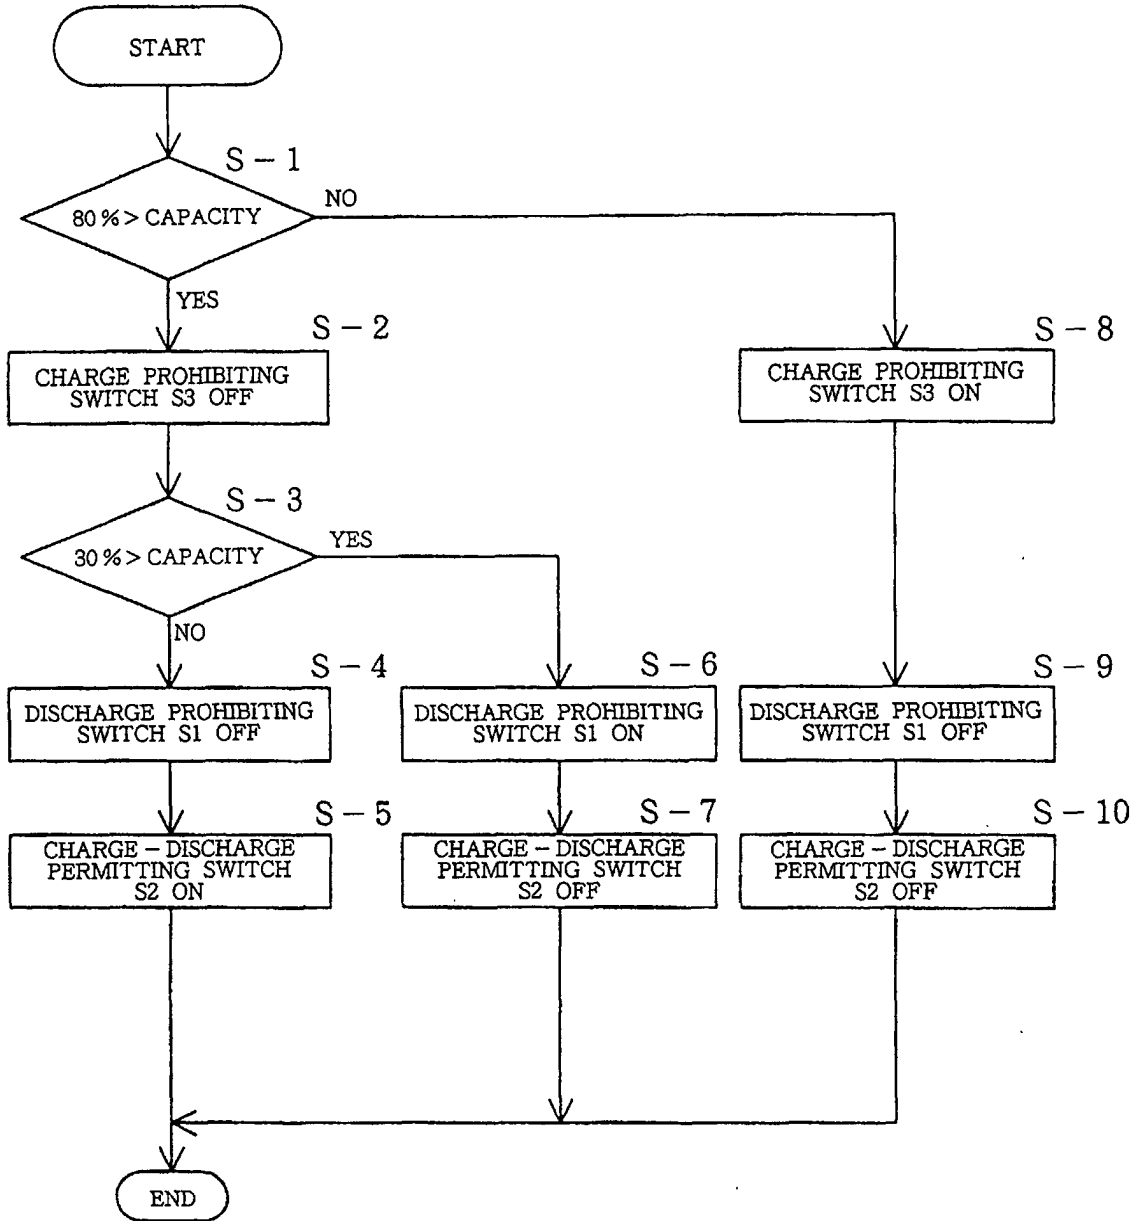 START
S-1
80%>CAPACITY
NO
YES
S-2
CHARGE PROHIBITING
SWITCH S3 OFF
S-8
CHARGE PROHIBITING
SWITCH S3 ON
S-3
30%>CAPACITY
YES
NO
S-4
DISCHARGE PROHIBITING
SWITCH S1 OFF
S-6
DISCHARGE PROHIBITING
SWITCH S1 ON
S-9
DISCHARGE PROHIBITING
SWITCH S1 OFF
S-5
CHARGE-DISCHARGE
PERMITTING SWITCH
S2 ON
S-7
CHARGE-DISCHARGE
PERMITTING SWITCH
S2 OFF
S-10
CHARGE-DISCHARGE
PERMITTING SWITCH
S2 OFF
END